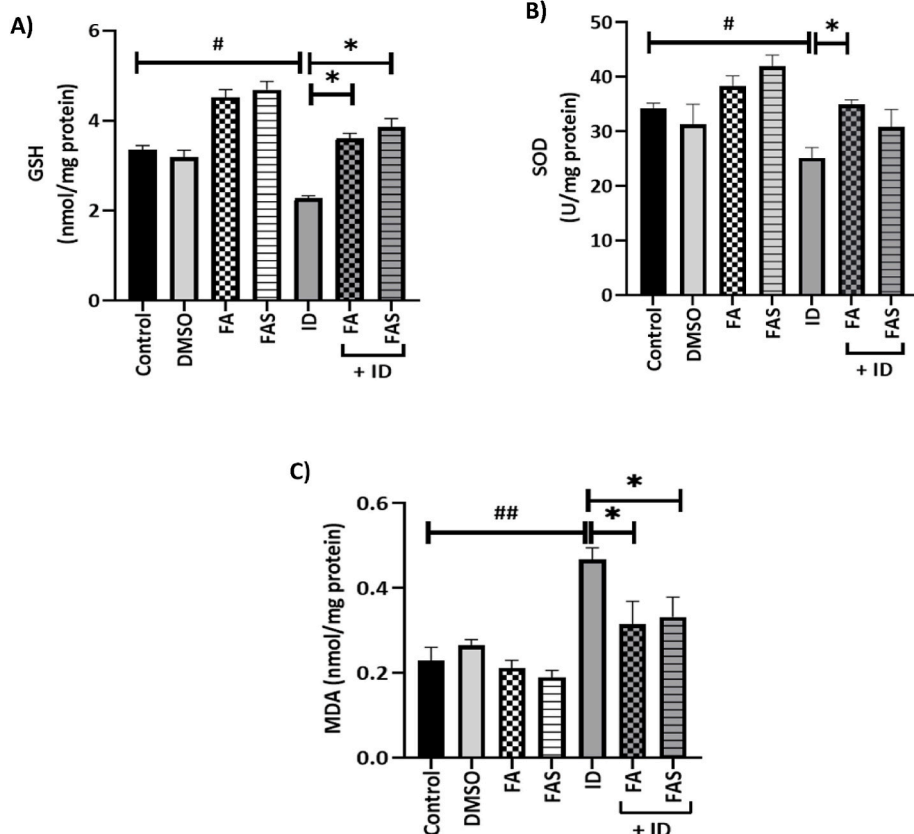 A)
GSH
(nmol/mg protein)
6
4
2
0
#
*
*
Control
DMSO
FA
FAS
ID
FA
FAS
+ ID
B)
SOD
(U/mg protein)
50
40
30
20
10
0
#
*
Control
DMSO
FA
FAS
ID
FA
FAS
+ ID
C)
MDA (nmol/mg protein)
0.6
0.4
0.2
0.0
##
*
*
Control
DMSO
FA
FAS
ID
FA
FAS
+ ID